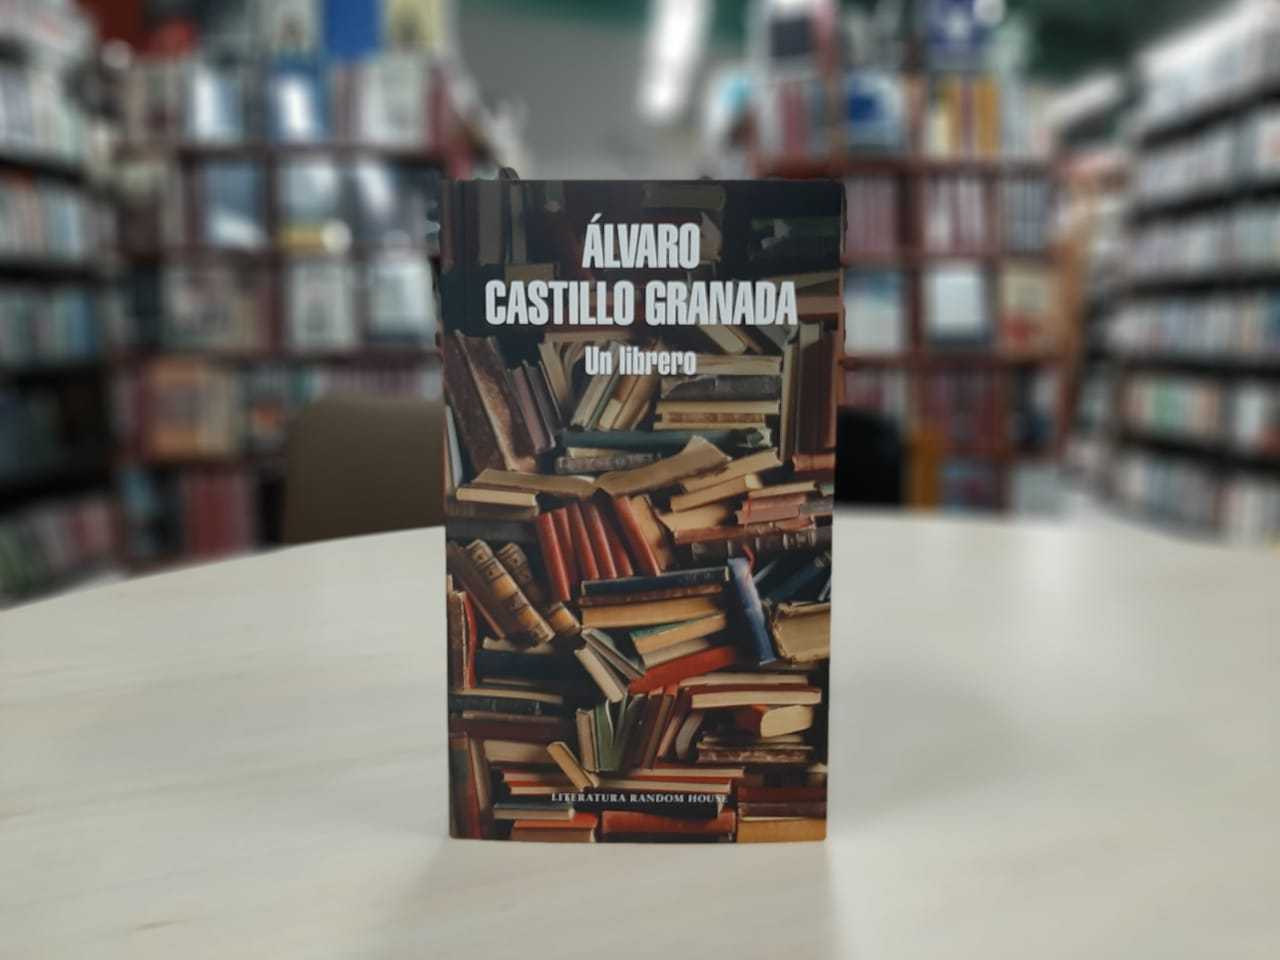 ÁLVARO
CASTILLO GRANADA
Un librero
LITERATURA RANDOM HOUSE